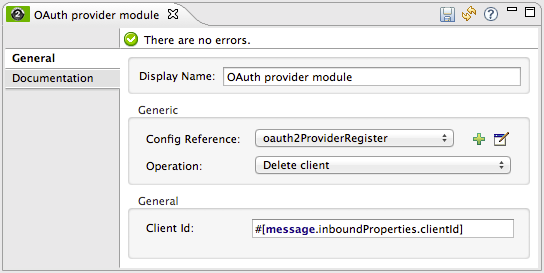 OAuth provider module
There are no errors.
General
Documentation
Display Name: OAuth provider module
Generic
Config Reference: oauth2ProviderRegister
Operation: Delete client
General
Client Id: #[message.inboundProperties.clientId]